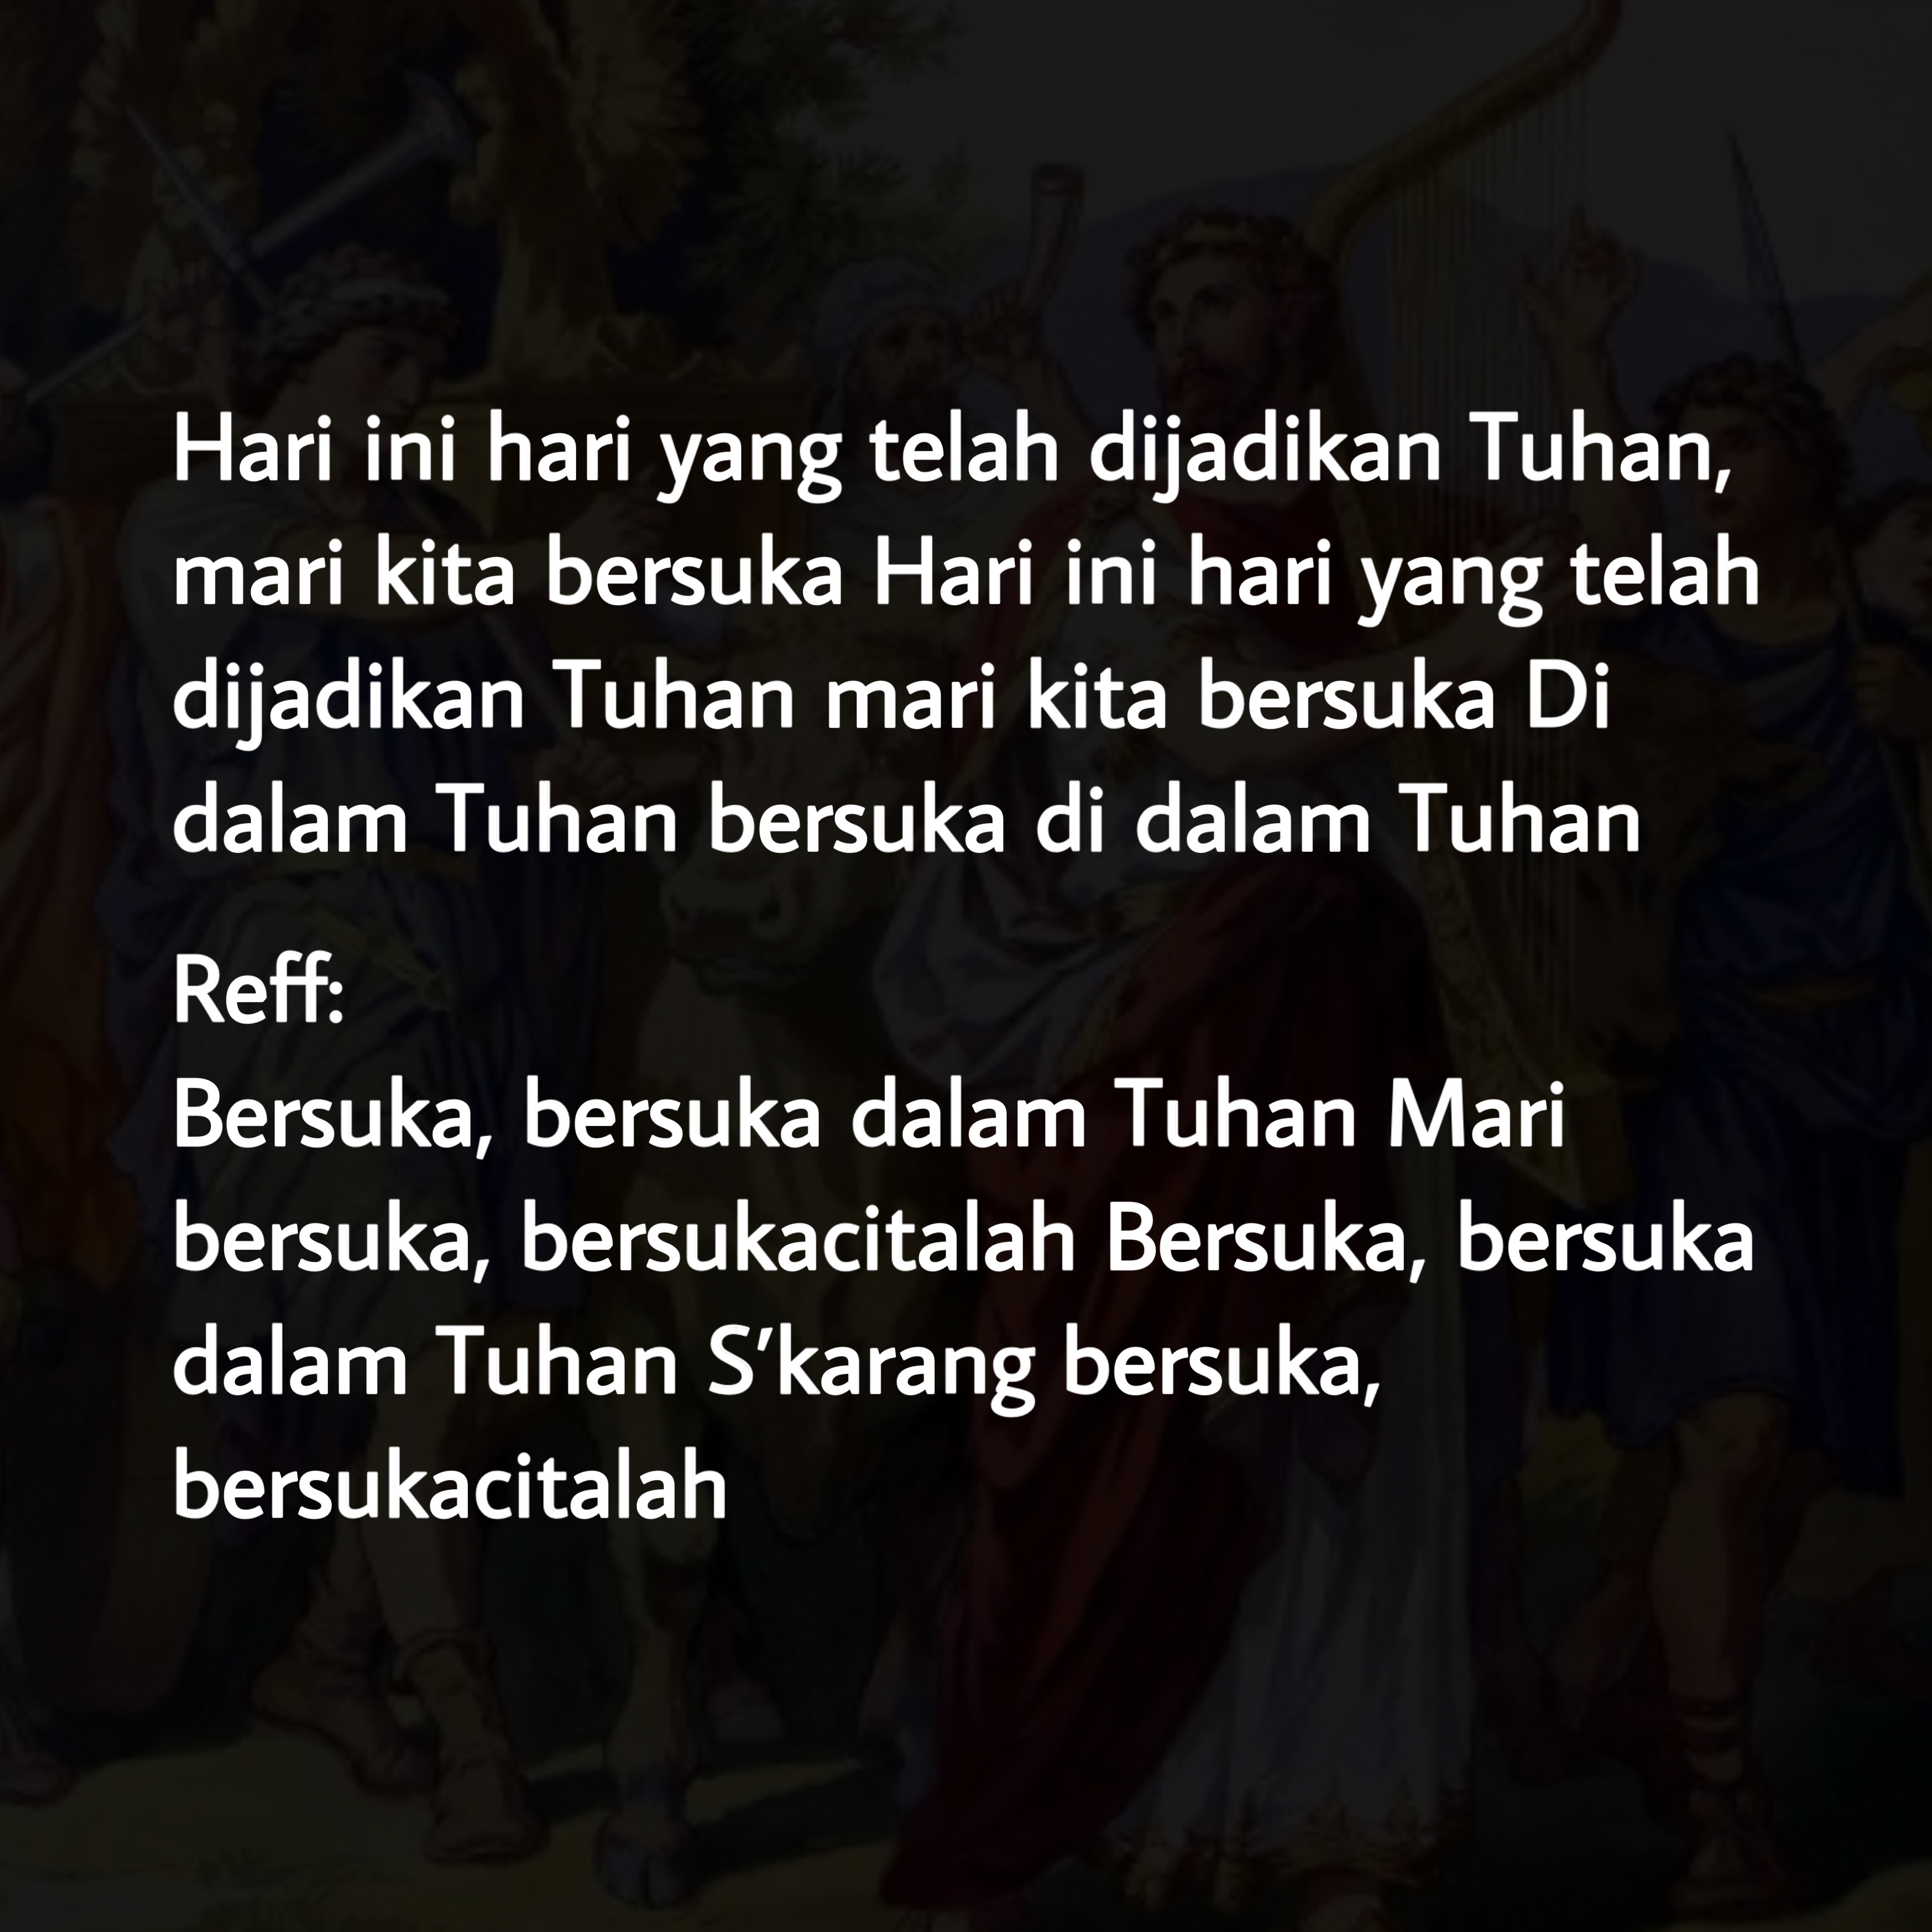 Hari ini hari yang telah dijadikan Tuhan,
mari kita bersuka Hari ini hari yang telah
dijadikan Tuhan mari kita bersuka Di
dalam Tuhan bersuka di dalam Tuhan
Reff:
Bersuka, bersuka dalam Tuhan Mari
bersuka, bersukacitalah Bersuka, bersuka
dalam Tuhan S’karang bersuka,
bersukacitalah